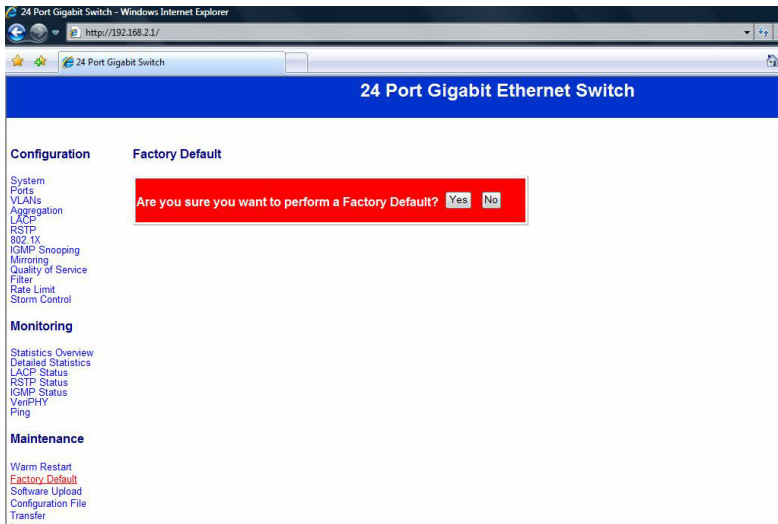 24 Port Gigabit Switch - Windows Internet Explorer
http://192.168.2.1/
24 Port Gigabit Switch
24 Port Gigabit Ethernet Switch
Configuration
System
Ports
VLANs
Aggregation
LACP
RSTP
802.1X
IGMP Snooping
Mirroring
Quality of Service
Filter
Rate Limit
Storm Control
Monitoring
Statistics Overview
Detailed Statistics
LACP Status
RSTP Status
IGMP Status
VeriPHY
Ping
Maintenance
Warm Restart
Factory Default
Software Upload
Configuration File
Transfer
Factory Default
Are you sure you want to perform a Factory Default? Yes No